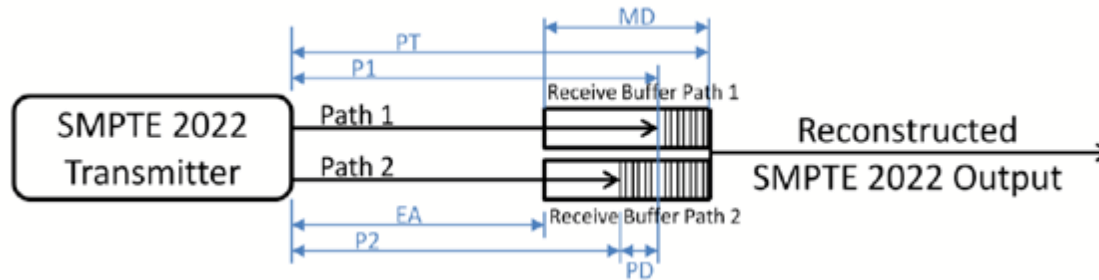 MD
PT
P1
Receive Buffer Path 1
SMPTE 2022
Transmitter
Path 1
Path 2
Reconstructed
SMPTE 2022 Output
EA
Receive Buffer Path 2
P2
PD